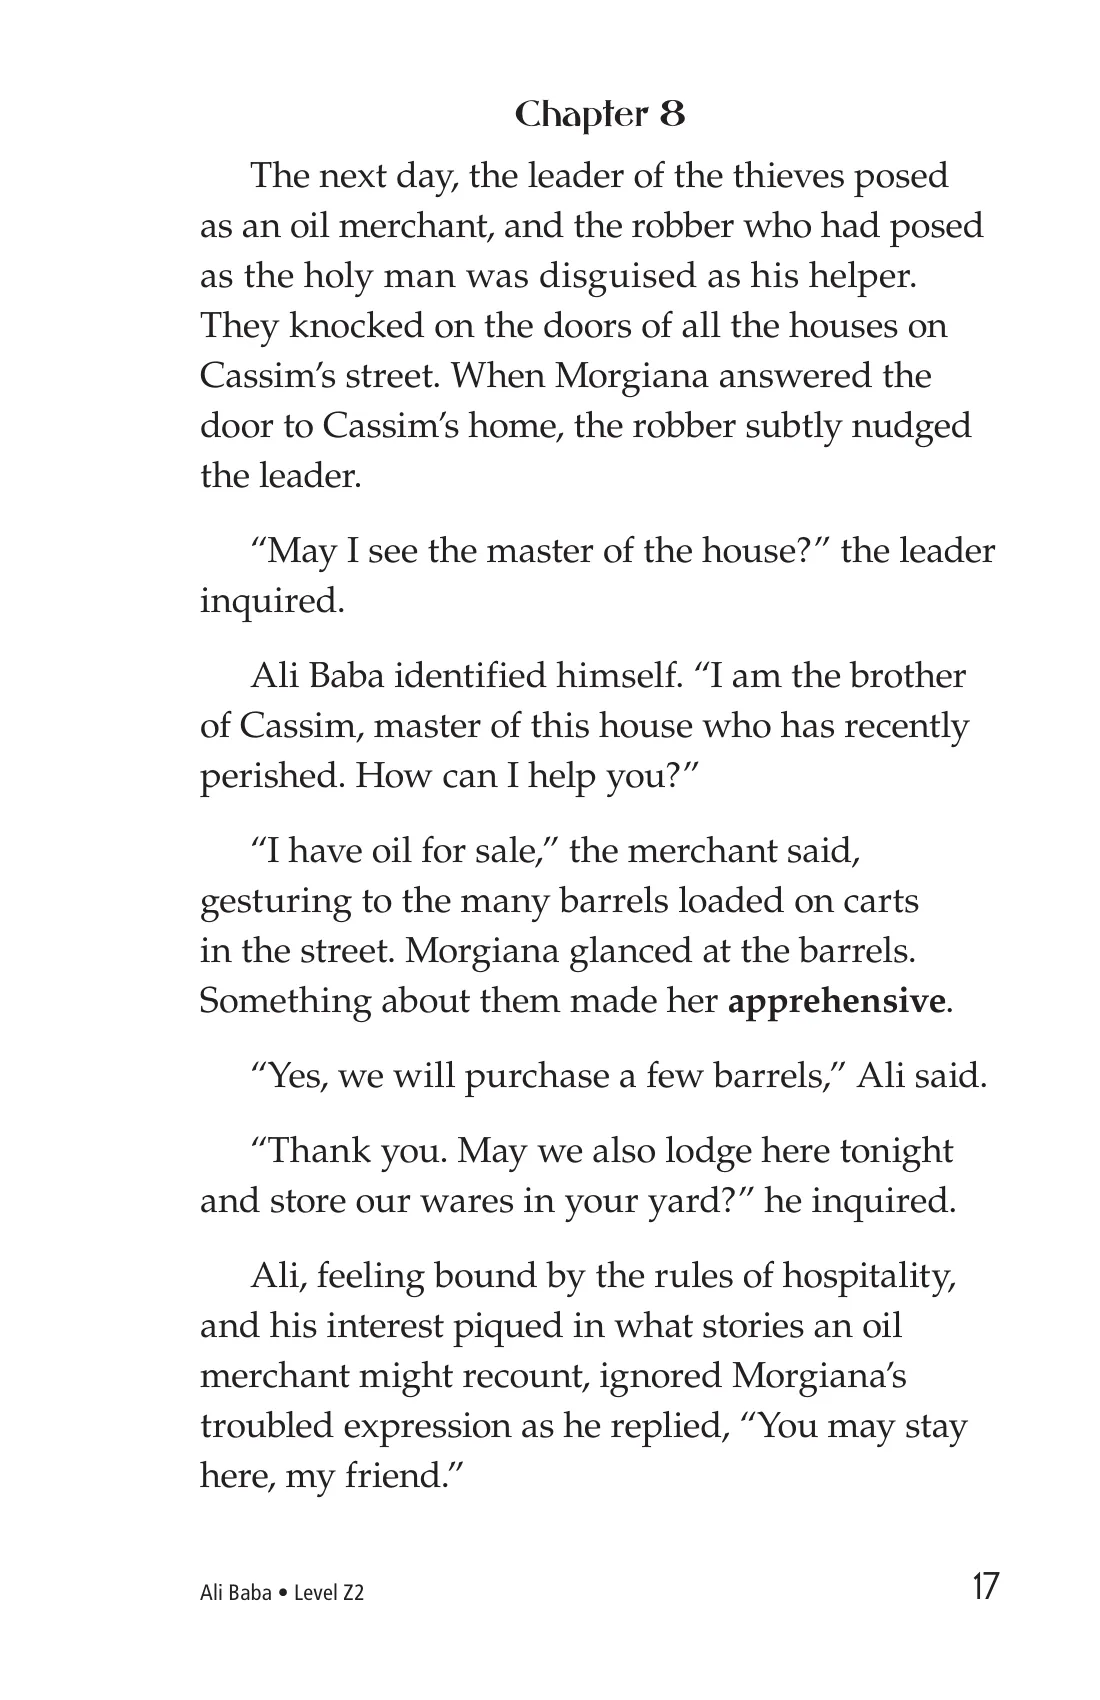 Chapter 8
The next day, the leader of the thieves posed
as an oil merchant, and the robber who had posed
as the holy man was disguised as his helper.
They knocked on the doors of all the houses on
Cassim’s street. When Morgiana answered the
door to Cassim’s home, the robber subtly nudged
the leader.
“May I see the master of the house?” the leader
inquired.
Ali Baba identified himself. “I am the brother
of Cassim, master of this house who has recently
perished. How can I help you?”
“I have oil for sale,” the merchant said,
gesturing to the many barrels loaded on carts
in the street. Morgiana glanced at the barrels.
Something about them made her apprehensive.
“Yes, we will purchase a few barrels,” Ali said.
“Thank you. May we also lodge here tonight
and store our wares in your yard?” he inquired.
Ali, feeling bound by the rules of hospitality,
and his interest piqued in what stories an oil
merchant might recount, ignored Morgiana’s
troubled expression as he replied, “You may stay
here, my friend.”
Ali Baba • Level Z2
17